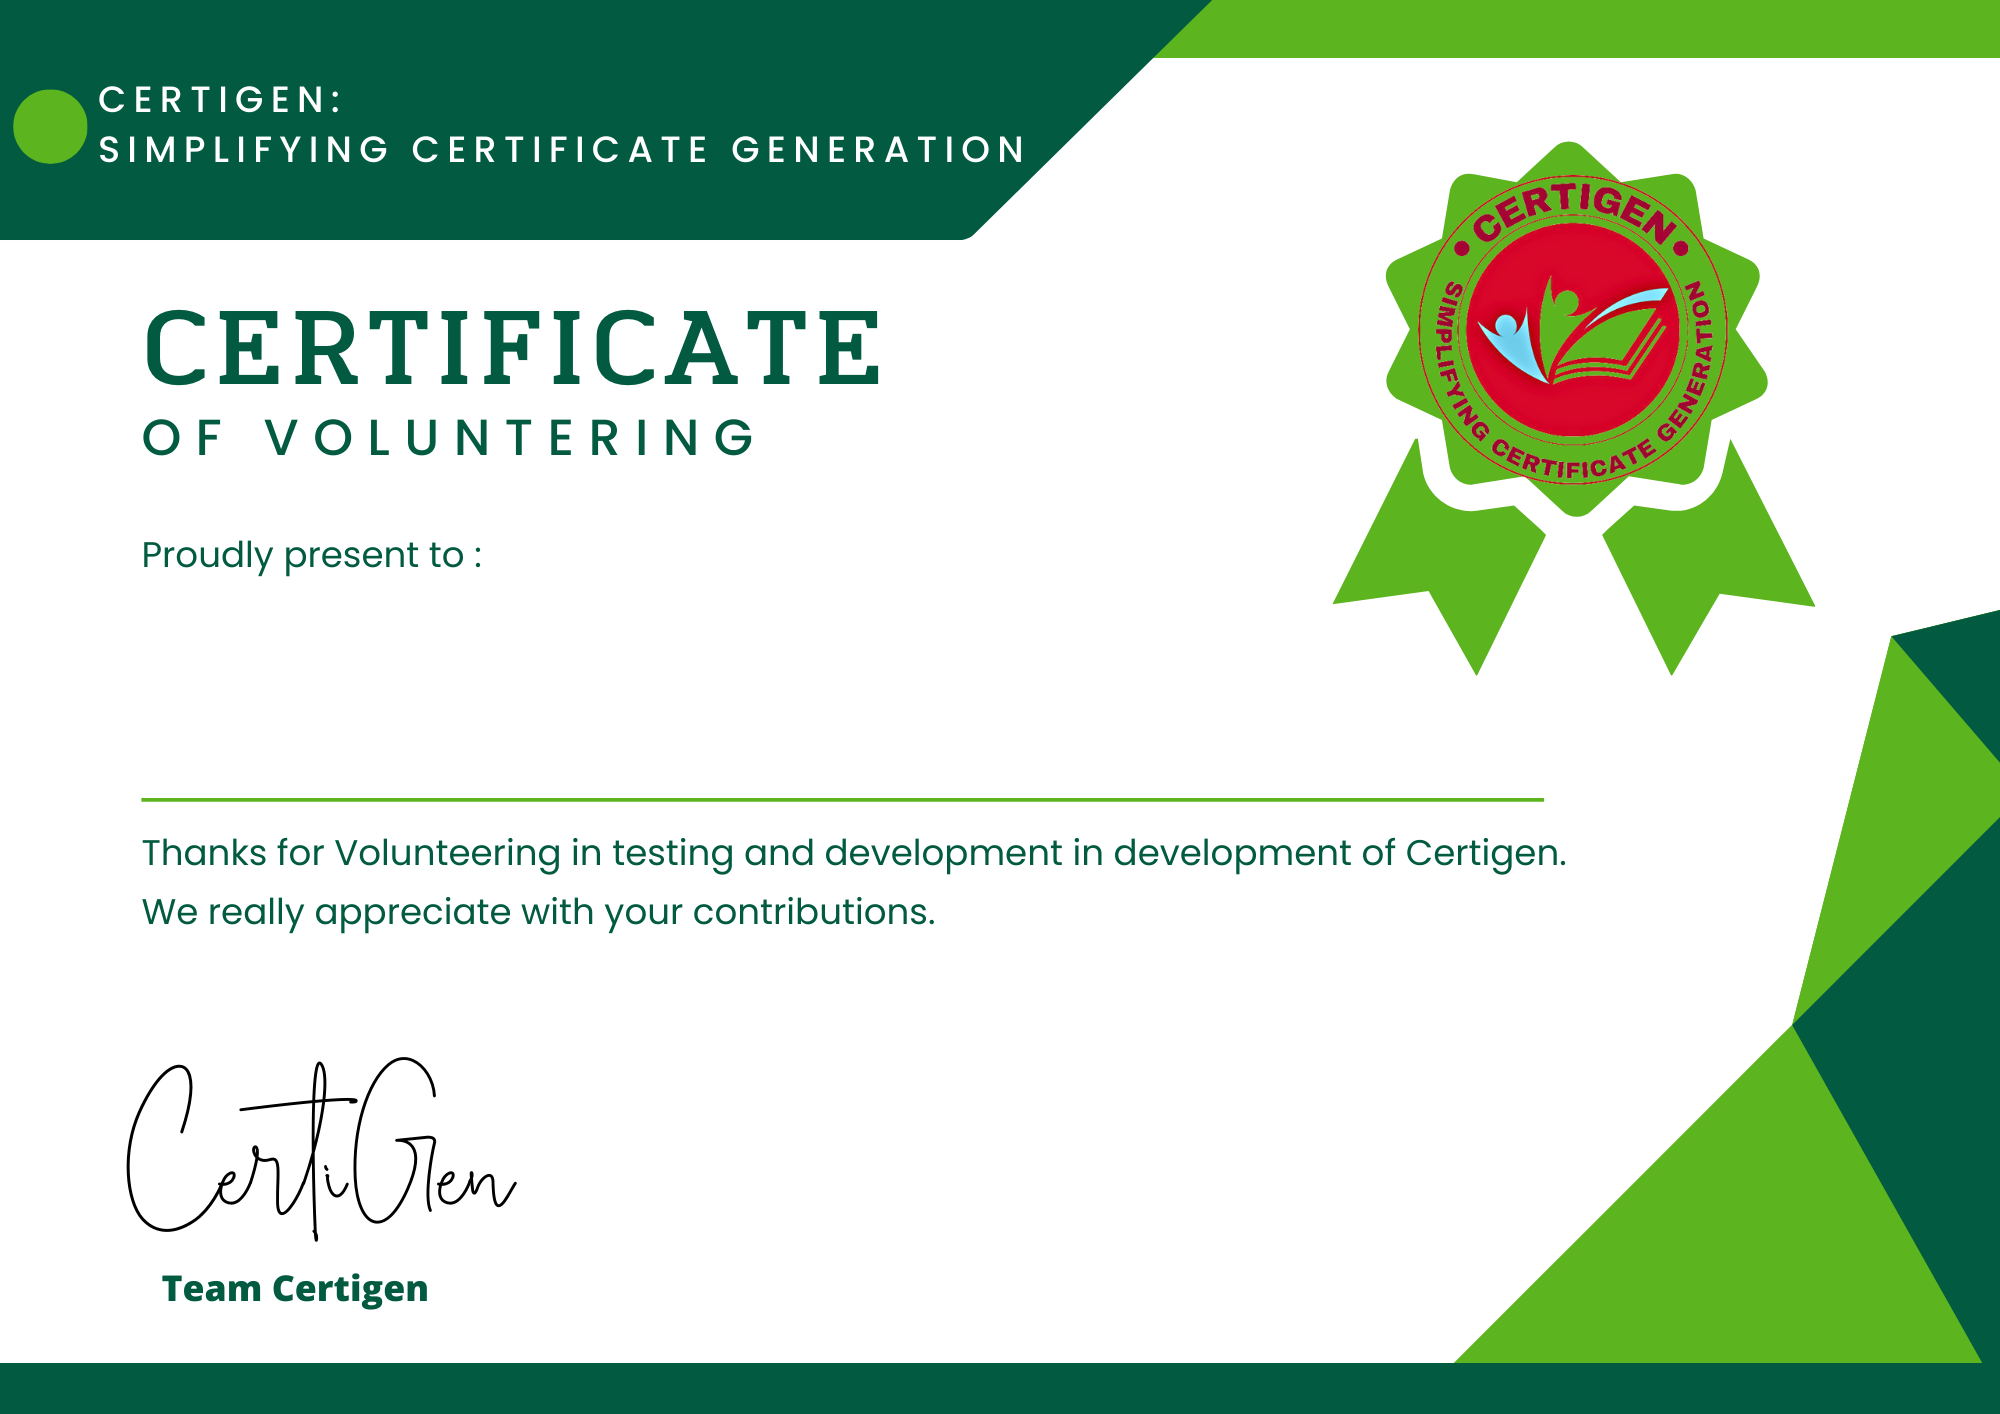 CERTIGEN:
SIMPLIFYING CERTIFICATE GENERATION
CERTIGEN
SIMPLIFYING CERTIFICATE GENERATION
CERTIFICATE
OF VOLUNTERING
Proudly present to :
Thanks for Volunteering in testing and development in development of Certigen.
We really appreciate with your contributions.
CertiGen
Team Certigen